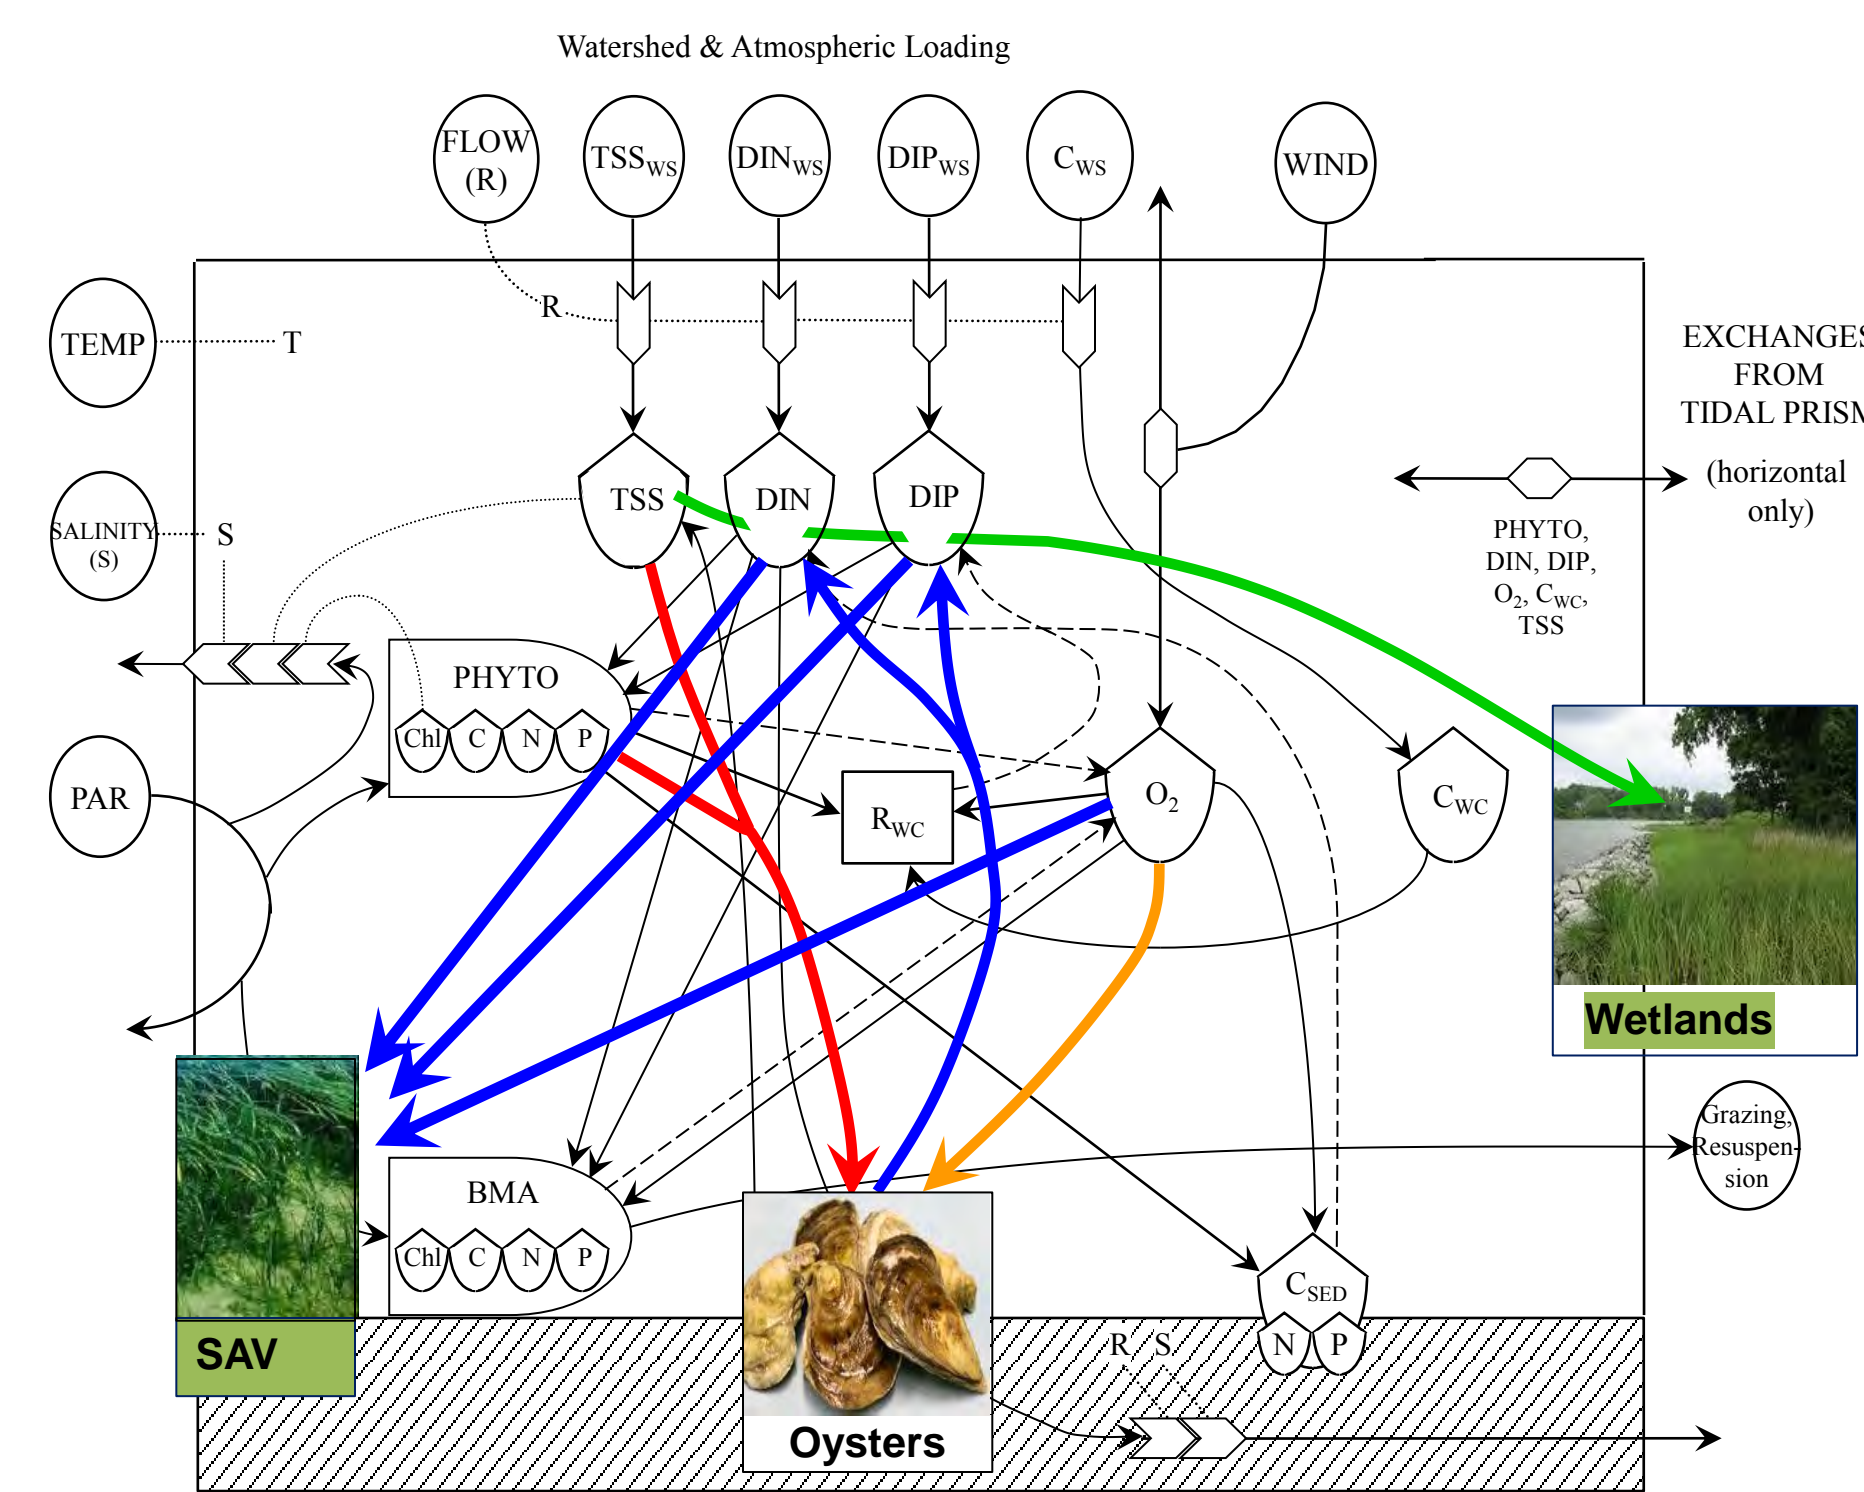 Watershed & Atmospheric Loading
FLOW
(R)
TSSWS
DINWS
DIPWS
CWS
WIND
R
TEMP
T
EXCHANGES
FROM
TIDAL PRISM
(horizontal
only)
TSS
DIN
DIP
SALINITY
(S)
S
PHYTO,
DIN, DIP,
O2, CWC,
TSS
PHYTO
Chl C N P
PAR
RWC
O2
CWC
Wetlands
Grazing,
Resuspen-
sion
BMA
Chl C N P
CSED
N P
SAV
R S
Oysters